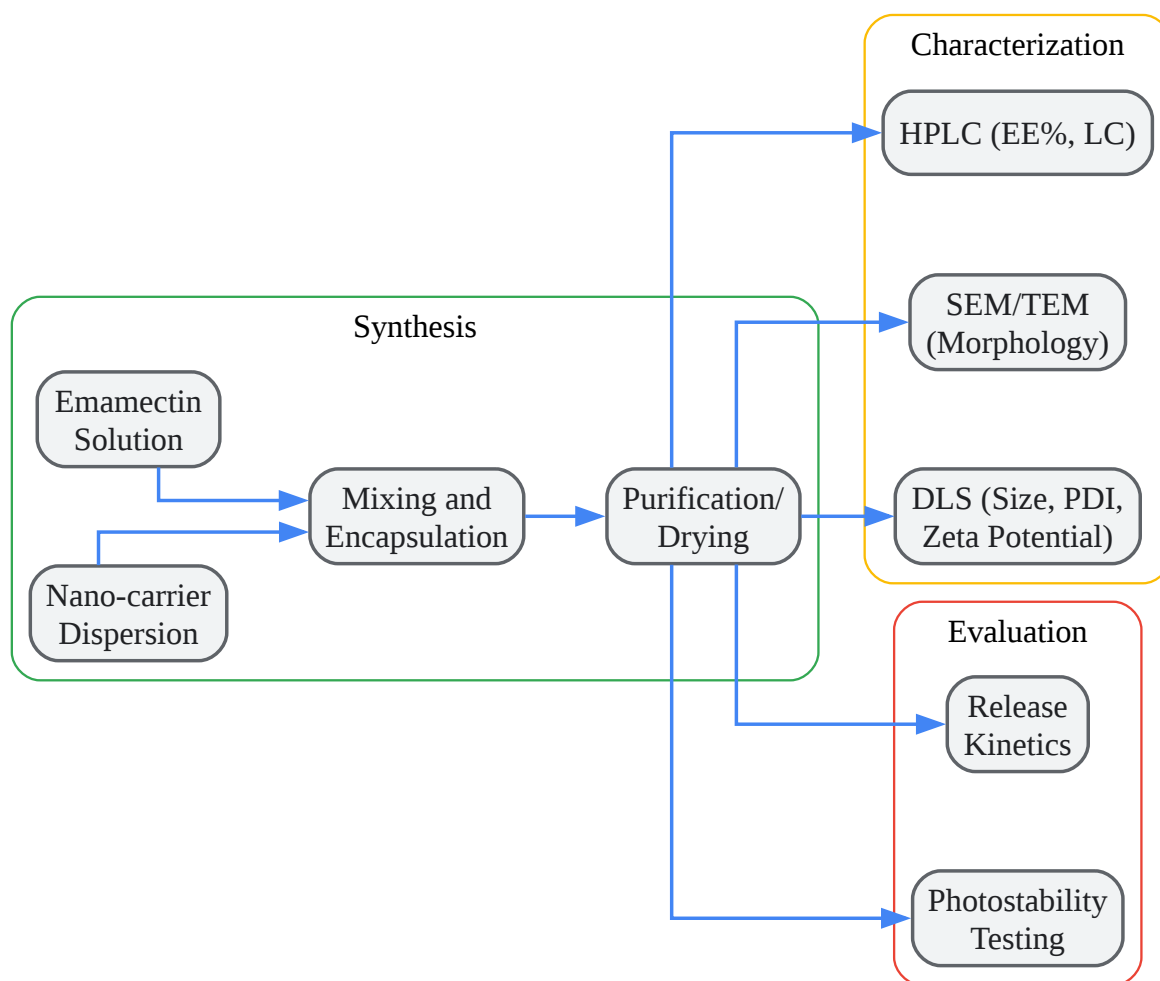 Synthesis
Emamectin
Solution
Nano-carrier
Dispersion
Mixing and
Encapsulation
Purification/
Drying
Characterization
HPLC (EE%, LC)
SEM/TEM
(Morphology)
DLS (Size, PDI,
Zeta Potential)
Evaluation
Release
Kinetics
Photostability
Testing